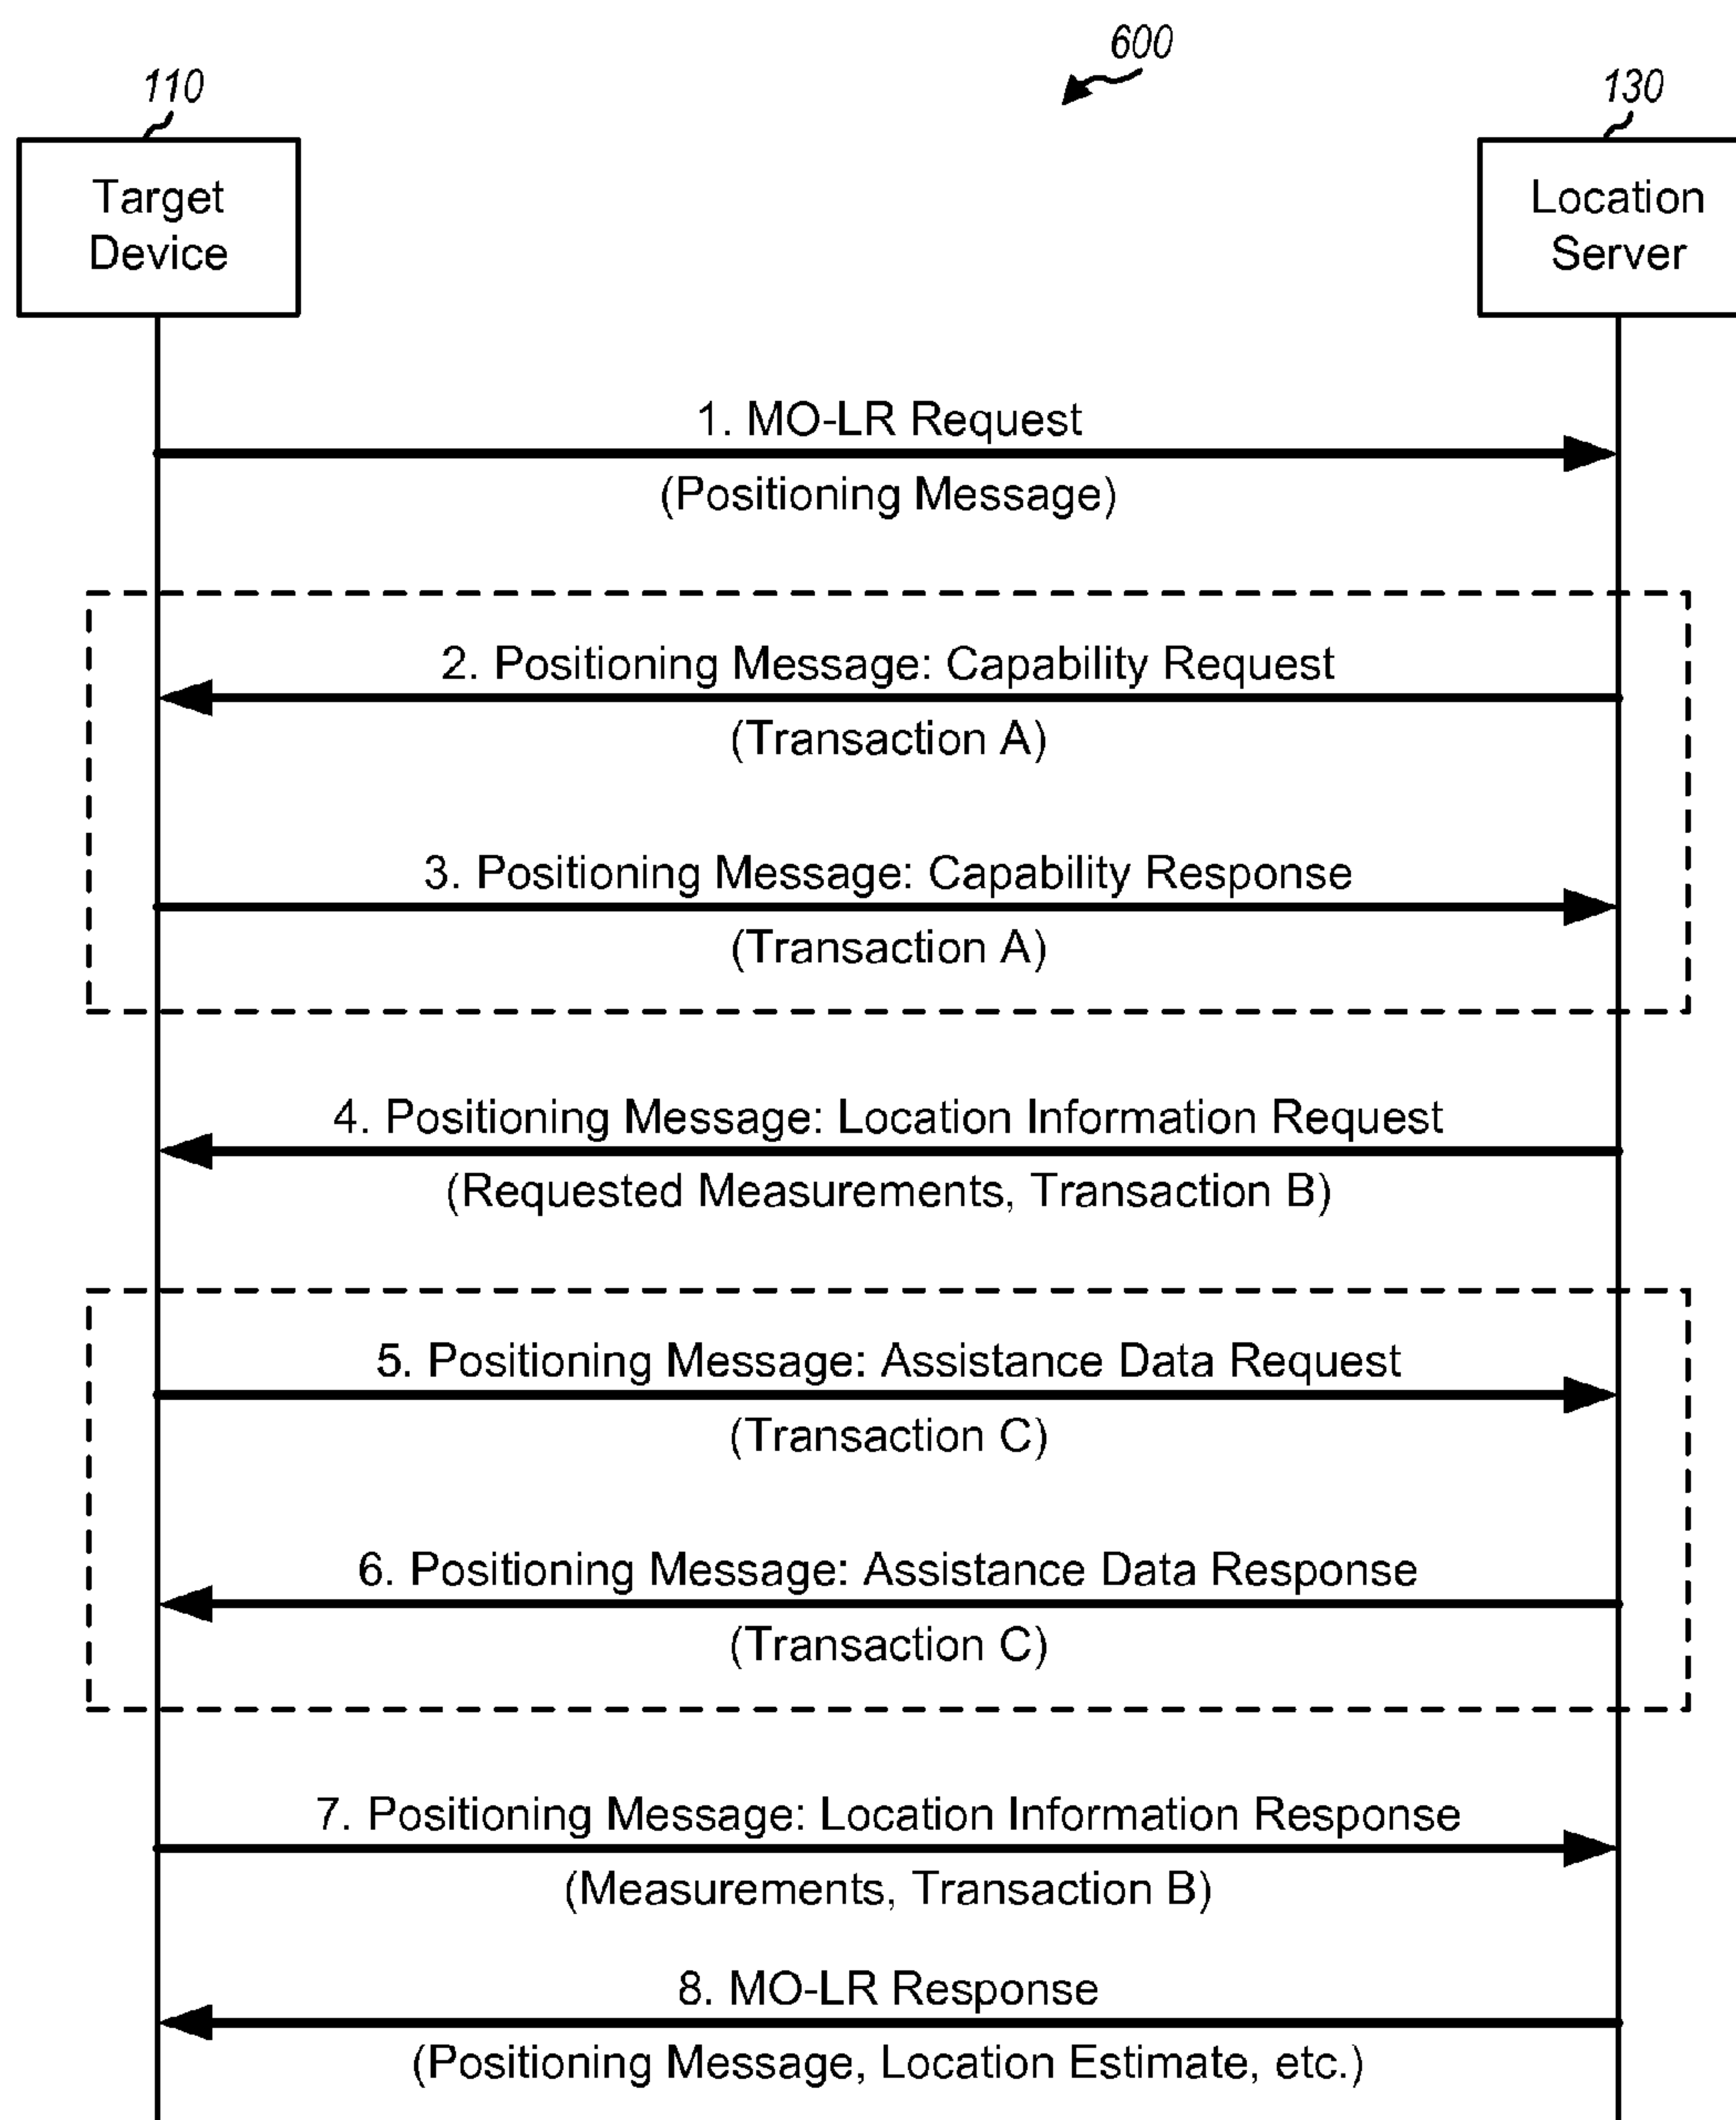 600
110
130
Target
Device
Location
Server
1. MO-LR Request
(Positioning Message)
2. Positioning Message: Capability Request
(Transaction A)
3. Positioning Message: Capability Response
(Transaction A)
4. Positioning Message: Location Information Request
(Requested Measurements, Transaction B)
5. Positioning Message: Assistance Data Request
(Transaction C)
6. Positioning Message: Assistance Data Response
(Transaction C)
7. Positioning Message: Location Information Response
(Measurements, Transaction B)
8. MO-LR Response
(Positioning Message, Location Estimate, etc.)